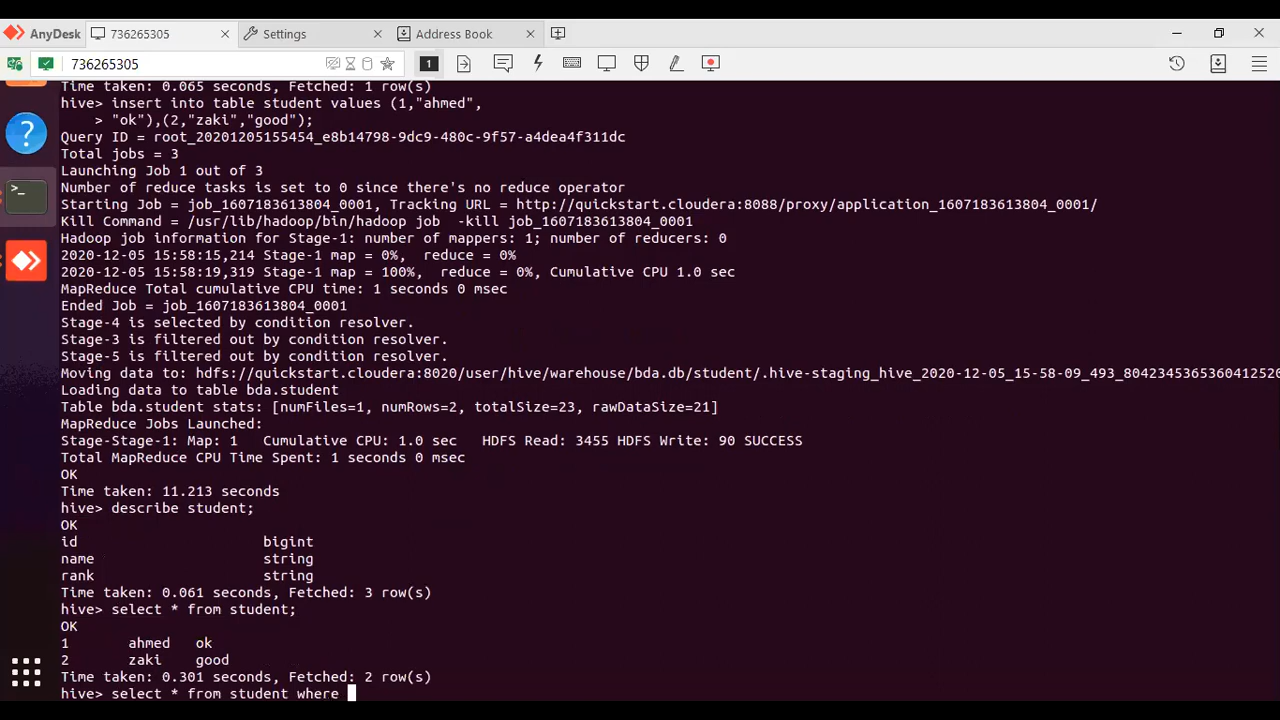 AnyDesk
736265305
Settings
Address Book
736265305
1
Time taken: 0.065 seconds, Fetched: 1 row(s)
hive> insert into table student values (1,"ahmed",
> "ok"),(2,"zaki","good");
Query ID = root_20201205155454_e8b14798-9dc9-480c-9f57-a4dea4f311dc
Total jobs = 3
Launching Job 1 out of 3
Number of reduce tasks is set to 0 since there's no reduce operator
Starting Job = job_1607183613804_0001, Tracking URL = http://quickstart.cloudera:8088/proxy/application_1607183613804_0001/
Kill Command = /usr/lib/hadoop/bin/hadoop job  -kill job_1607183613804_0001
Hadoop job information for Stage-1: number of mappers: 1; number of reducers: 0
2020-12-05 15:58:15,214 Stage-1 map = 0%,  reduce = 0%
2020-12-05 15:58:19,319 Stage-1 map = 100%,  reduce = 0%, Cumulative CPU 1.0 sec
MapReduce Total cumulative CPU time: 1 seconds 0 msec
Ended Job = job_1607183613804_0001
Stage-4 is selected by condition resolver.
Stage-3 is filtered out by condition resolver.
Stage-5 is filtered out by condition resolver.
Moving data to: hdfs://quickstart.cloudera:8020/user/hive/warehouse/bda.db/student/.hive-staging_hive_2020-12-05_15-58-09_493_8042345365360412520
Loading data to table bda.student
Table bda.student stats: [numFiles=1, numRows=2, totalSize=23, rawDataSize=21]
MapReduce Jobs Launched:
Stage-Stage-1: Map: 1   Cumulative CPU: 1.0 sec   HDFS Read: 3455 HDFS Write: 90 SUCCESS
Total MapReduce CPU Time Spent: 1 seconds 0 msec
OK
Time taken: 11.213 seconds
hive> describe student;
OK
id bigint
name string
rank string
Time taken: 0.061 seconds, Fetched: 3 row(s)
hive> select * from student;
OK
1 ahmed ok
2 zaki good
Time taken: 0.301 seconds, Fetched: 2 row(s)
hive> select * from student where